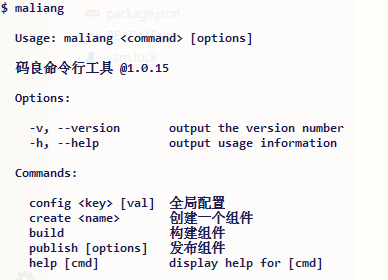 $ maliang
package.json
Usage: maliang <command> [options]
码良命令行工具 @1.0.15
Options:
-v, --version output the version number
-h, --help output usage information
Commands:
config <key> [val] 全局配置
create <name> 创建一个组件
build 构建组件
publish [options] 发布组件
help [cmd] display help for [cmd]